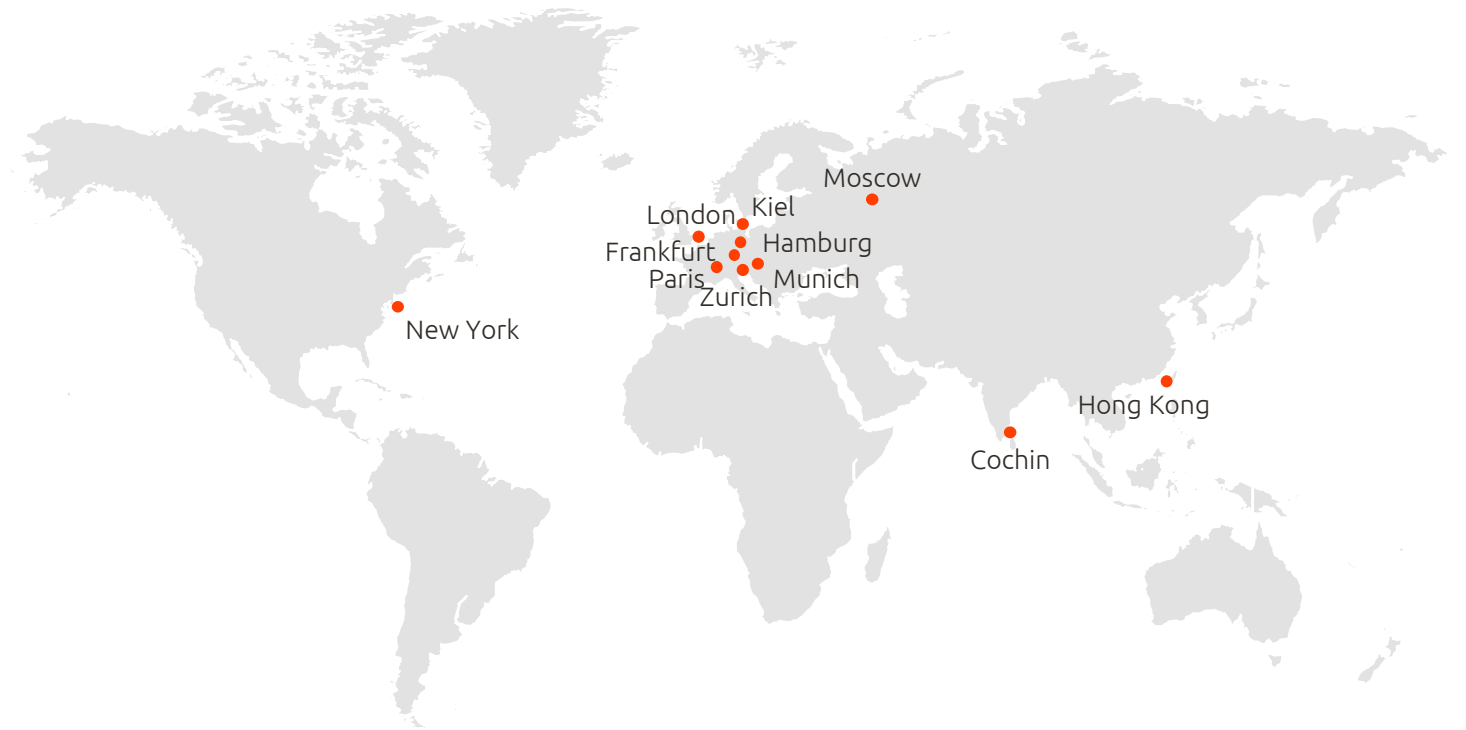 Moscow
Kiel
London
Hamburg
Frankfurt
Paris
Munich
Zurich
New York
Hong Kong
Cochin